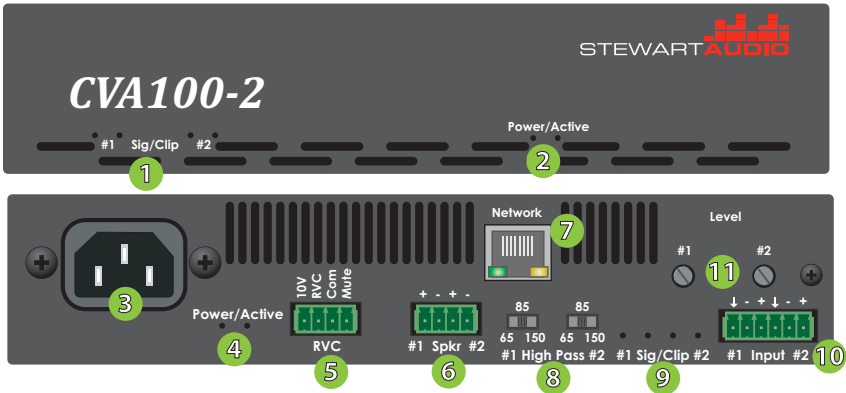 STEWARTAUDIO
CVA100-2
Power/Active
#1 Sig/Clip #2
1
2
Network
7
Level
#1 #2
11
3
10V RVC Com Mute
+ - + -
↓ - + ↓ - +
Power/Active
4
85 85
65 150 65 150
RVC
#1 Spkr #2
#1 High Pass #2
#1 Sig/Clip #2
#1 Input #2
10
5
6
8
9